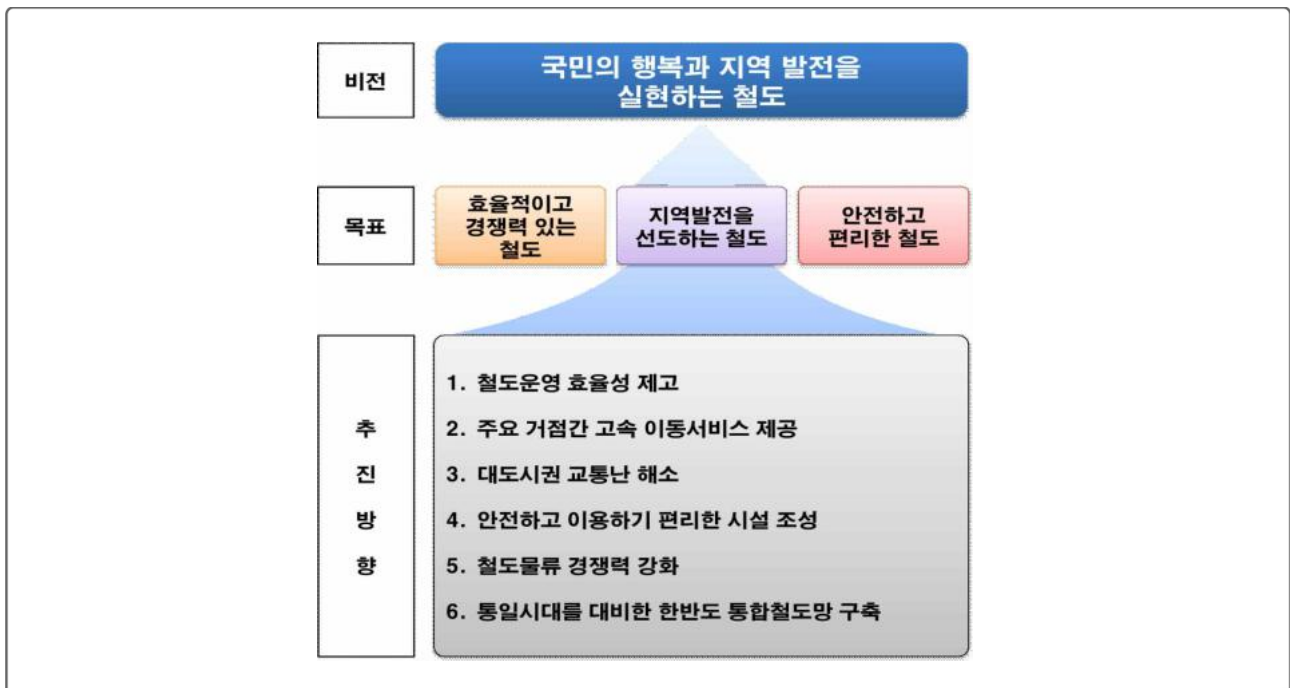 비전
국민의 행복과 지역 발전을
실현하는 철도
목표
효율적이고
경쟁력 있는
철도
지역발전을
선도하는 철도
안전하고
편리한 철도
추
진
방
향
1. 철도운영 효율성 제고
2. 주요 거점간 고속 이동서비스 제공
3. 대도시권 교통난 해소
4. 안전하고 이용하기 편리한 시설 조성
5. 철도물류 경쟁력 강화
6. 통일시대를 대비한 한반도 통합철도망 구축